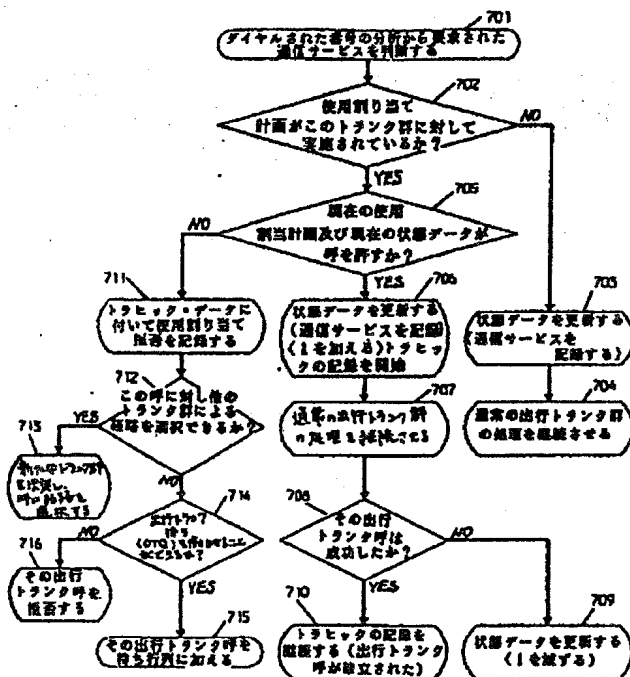 701
ダイヤルされた番号の分析から要求された
通信サービスを判断する
702
使用割り当て
計画がこのトランク群に対して
実施されているか?
NO
YES
705
現在の使用
割当計画及び現在の状態データが
呼を許すか?
NO
YES
711
トラヒック・データに
付いて使用割り当て
を記録する
706
状態データを更新する
(通信サービスを記録)
(1を加える)トラヒッ
クの記録を開始
703
状態データを更新する
(通信サービスを
記録する)
712
この呼に対し他の
トランク群による
経路を選択できるか?
YES
NO
707
通常の出行トランク群
の処理を継続させる
704
通常の出行トランク群
の処理を継続させる
713
714
(OTQ)
NO
YES
708
その出行
トランク呼は
成功したか?
NO
YES
716
その出行
トランク呼を
拒否する
715
その出行トランク呼を
待ち行列に加える
710
トラヒックの記録を
継続する(出行トランク
呼が確立された)
709
状態データを更新する
(1を減ずる)